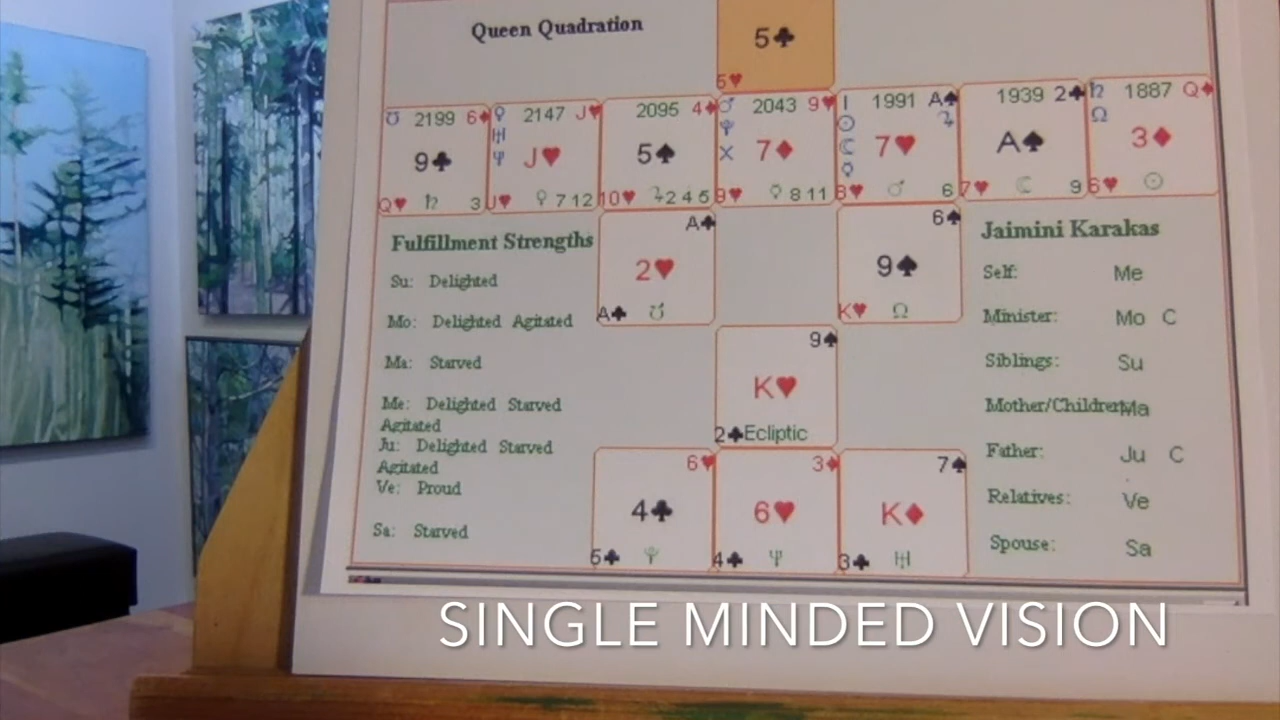 Queen Quadration
5♣
5♥
☋ 2199 6♦
♀ 2147 J♥
2095 4♦
♂ 2043 9♥
1991 A♠
1939 2♣
♄ 1887 Q♦
9♣
J♥
5♠
7♦
7♥
A♠
3♦
Q♥ ♄ 3
J♥ ♀ 7 12
10♥ ♃ 2 4 5
9♥ ♀ 8 11
8♥ ♂ 6
7♥ ☾ 9
6♥ ☉
Fulfillment Strengths
Su: Delighted
Mo: Delighted Agitated
Ma: Starved
Me: Delighted Starved
Agitated
Ju: Delighted Starved
Agitated
Ve: Proud
Sa: Starved
A♣
2♥
A♣ ☋
6♠
9♠
K♥ ☊
9♠
K♥
2♣ Ecliptic
6♥
4♣
5♣
3♦
6♥
4♣ ♆
7♠
K♦
3♣ ♅
Jaimini Karakas
Self: Me
Minister: Mo C
Siblings: Su
Mother/Children: Ma
Father: Ju C
Relatives: Ve
Spouse: Sa
SINGLE MINDED VISION